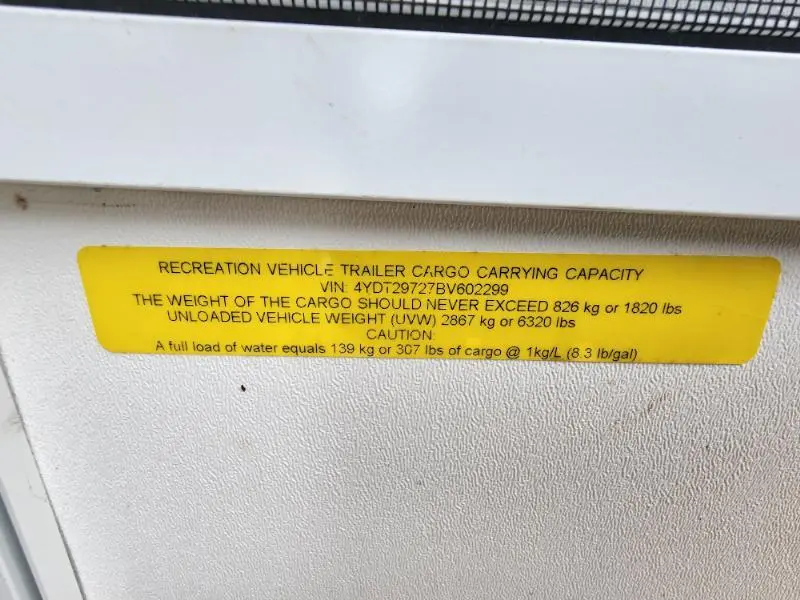 RECREATION VEHICLE TRAILER CARGO CARRYING CAPACITY
VIN: 4YDT29727BV602299
THE WEIGHT OF THE CARGO SHOULD NEVER EXCEED 826 kg or 1820 lbs
UNLOADED VEHICLE WEIGHT (UVW) 2867 kg or 6320 lbs
CAUTION:
A full load of water equals 139 kg or 307 lbs of cargo @ 1kg/L (8.3 lb/gal)